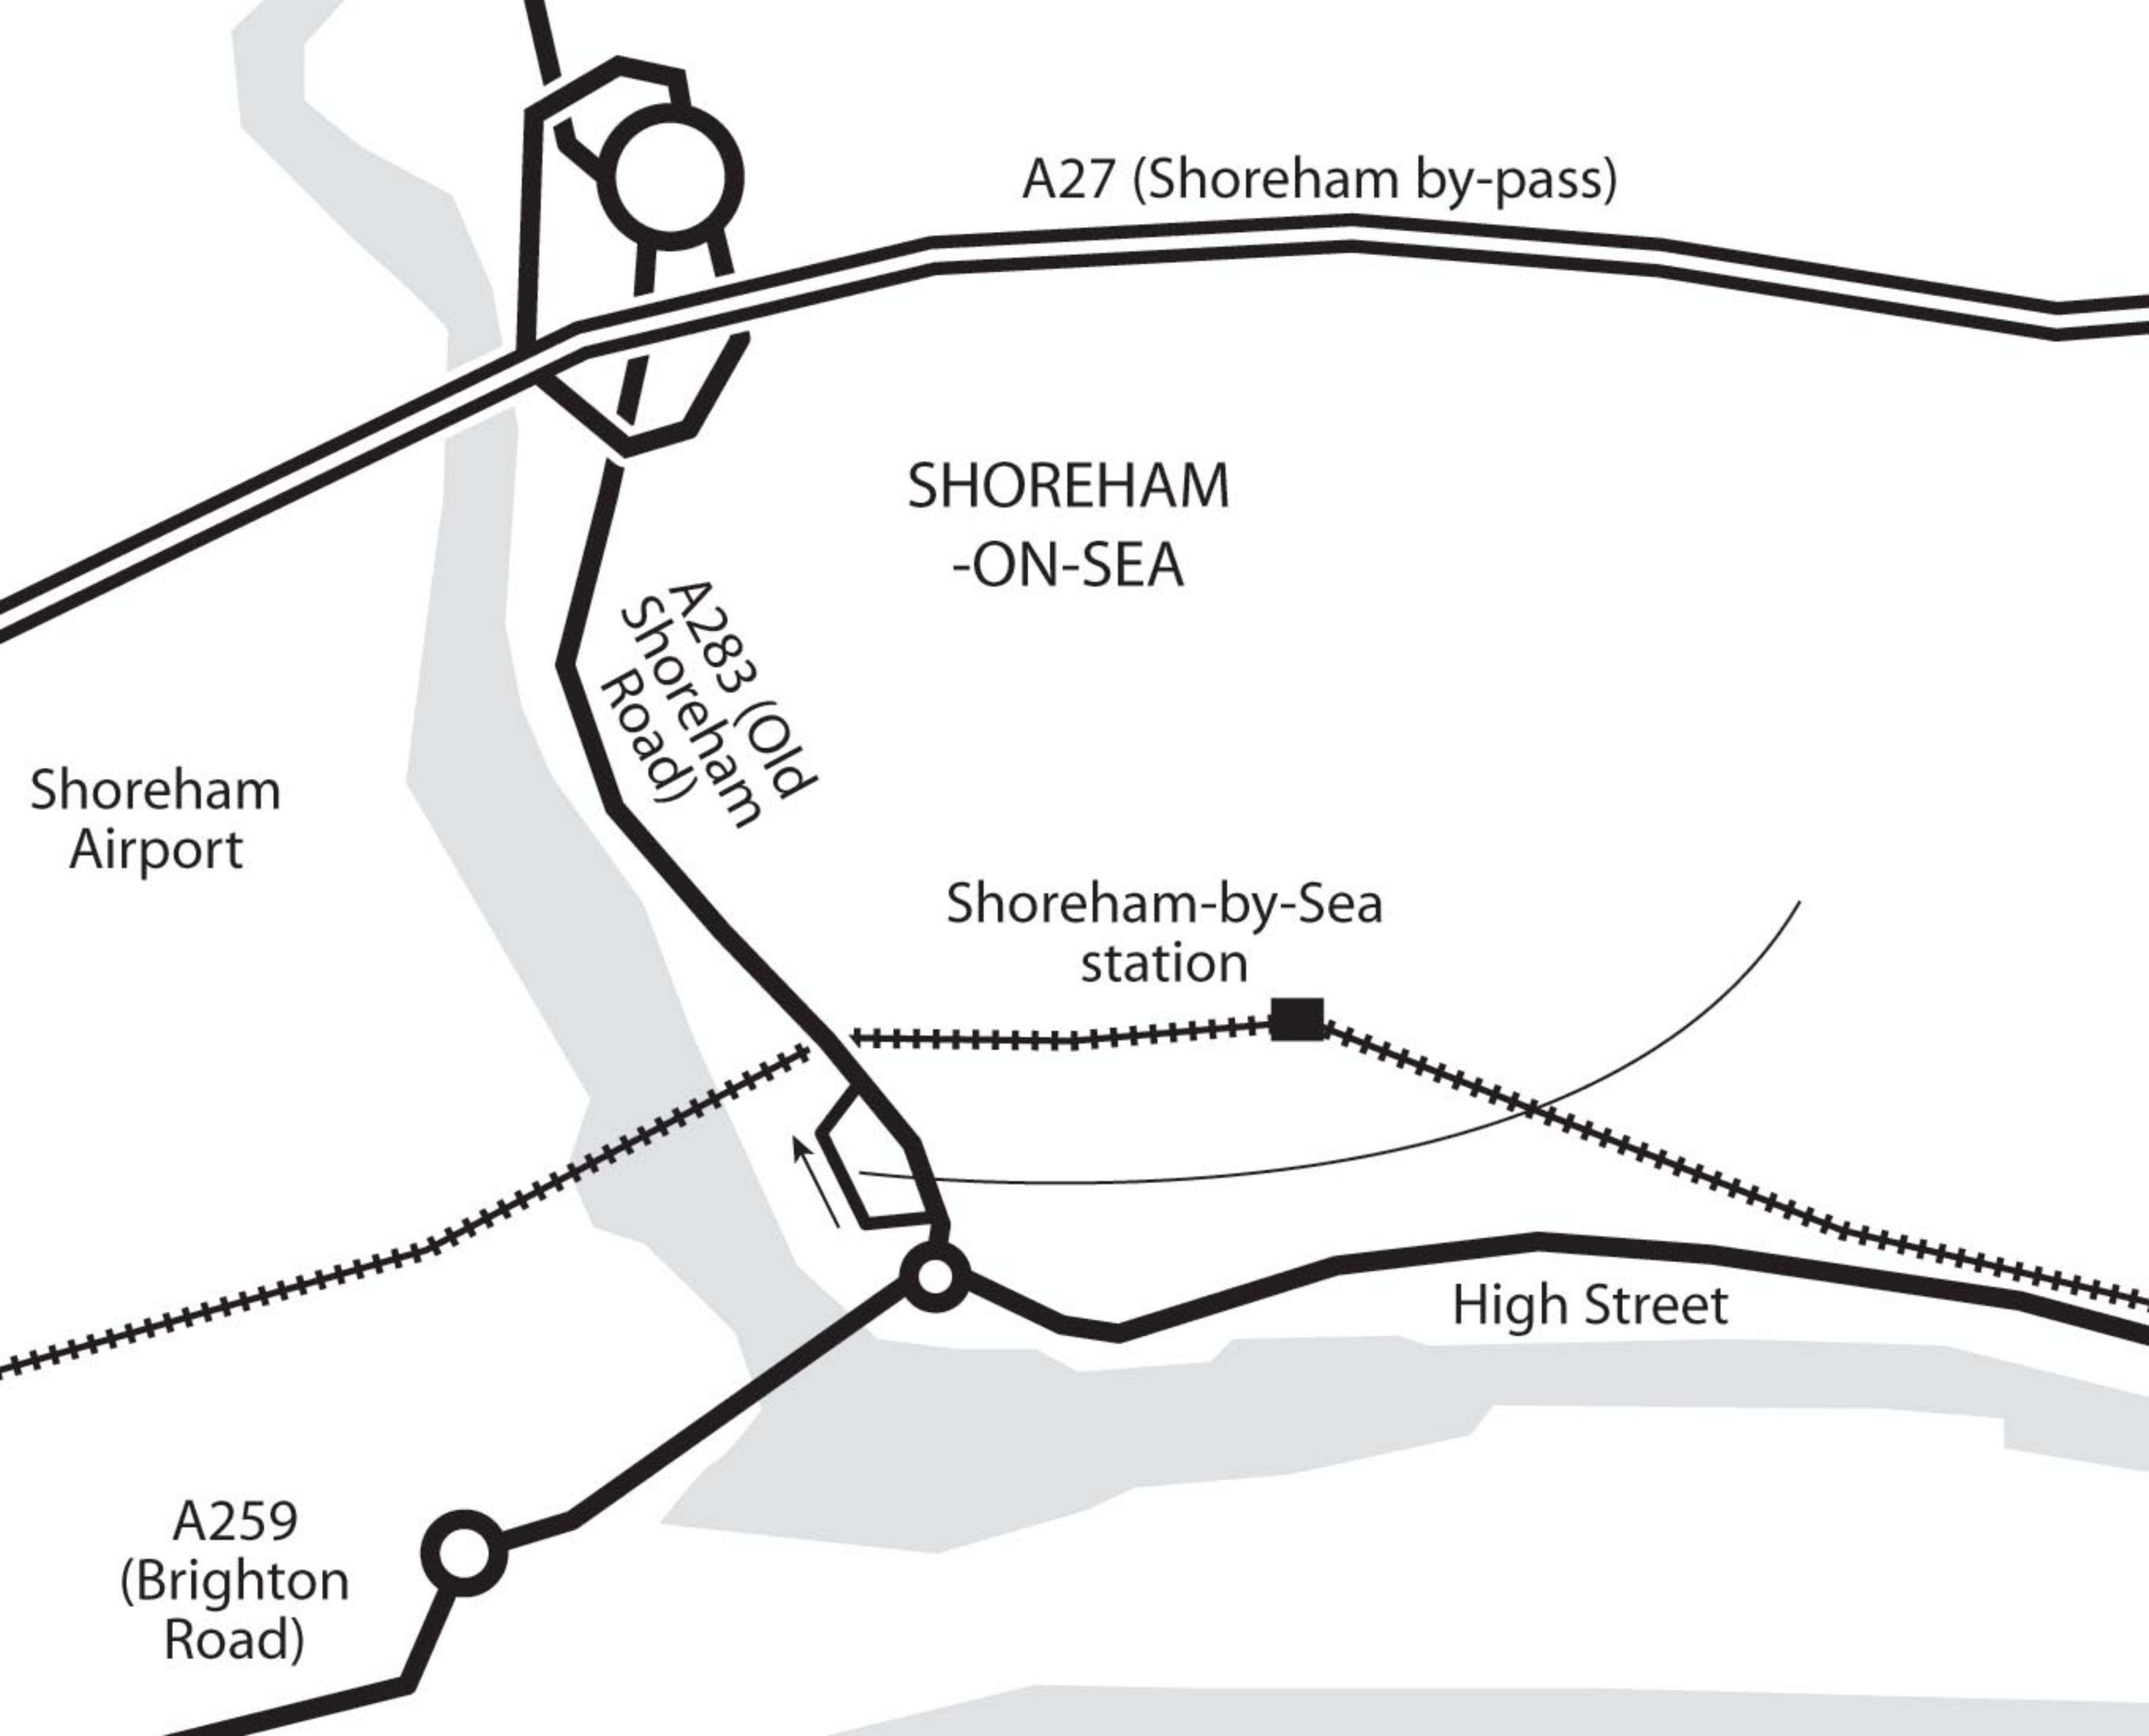 A27 (Shoreham by-pass)
SHOREHAM
-ON-SEA
A283 (Old
Shoreham
Road)
Shoreham
Airport
Shoreham-by-Sea
station
High Street
A259
(Brighton
Road)